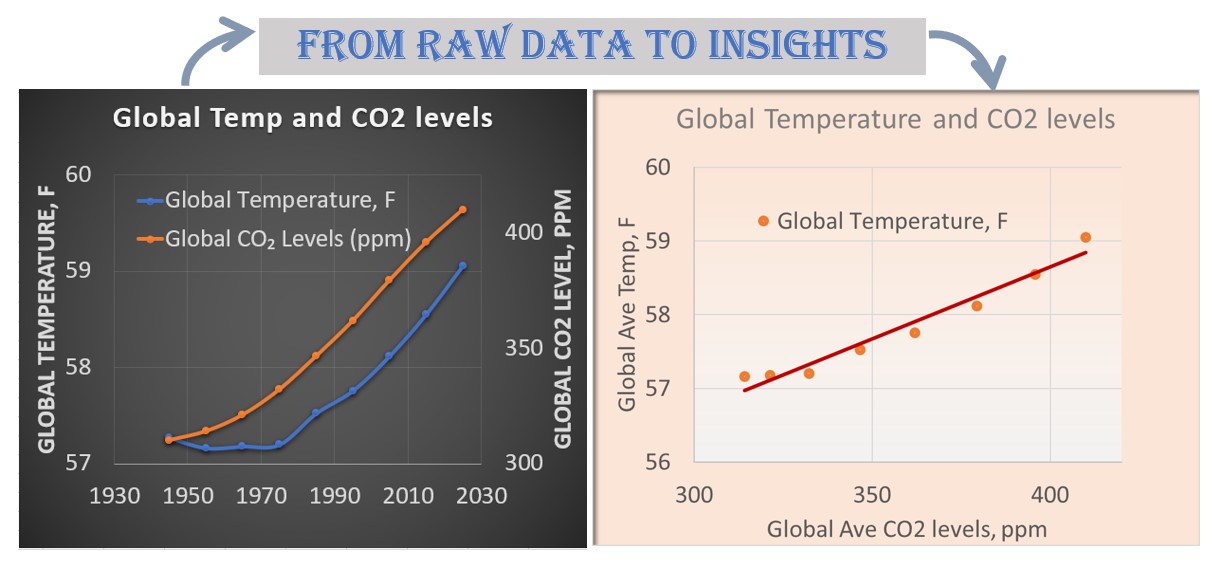 FROM RAW DATA TO INSIGHTS
Global Temp and CO2 levels
GLOBAL TEMPERATURE, F
60
59
58
57
Global Temperature, F
Global CO₂ Levels (ppm)
400
350
300
GLOBAL CO2 LEVEL, PPM
1930 1950 1970 1990 2010 2030
Global Temperature and CO2 levels
Global Ave Temp, F
60
59
58
57
56
Global Temperature, F
300 350 400
Global Ave CO2 levels, ppm